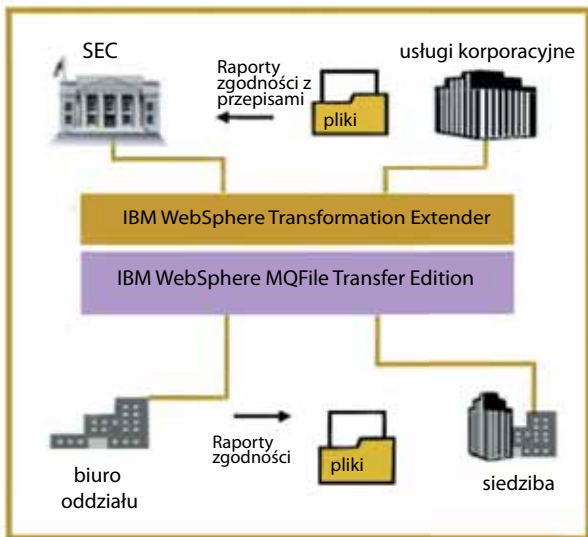 SEC
usługi korporacyjne
Raporty
zgodności z
przepisami
pliki
IBM WebSphere Transformation Extender
IBM WebSphere MQFile Transfer Edition
Raporty
zgodności
pliki
biuro
oddziału
siedziba